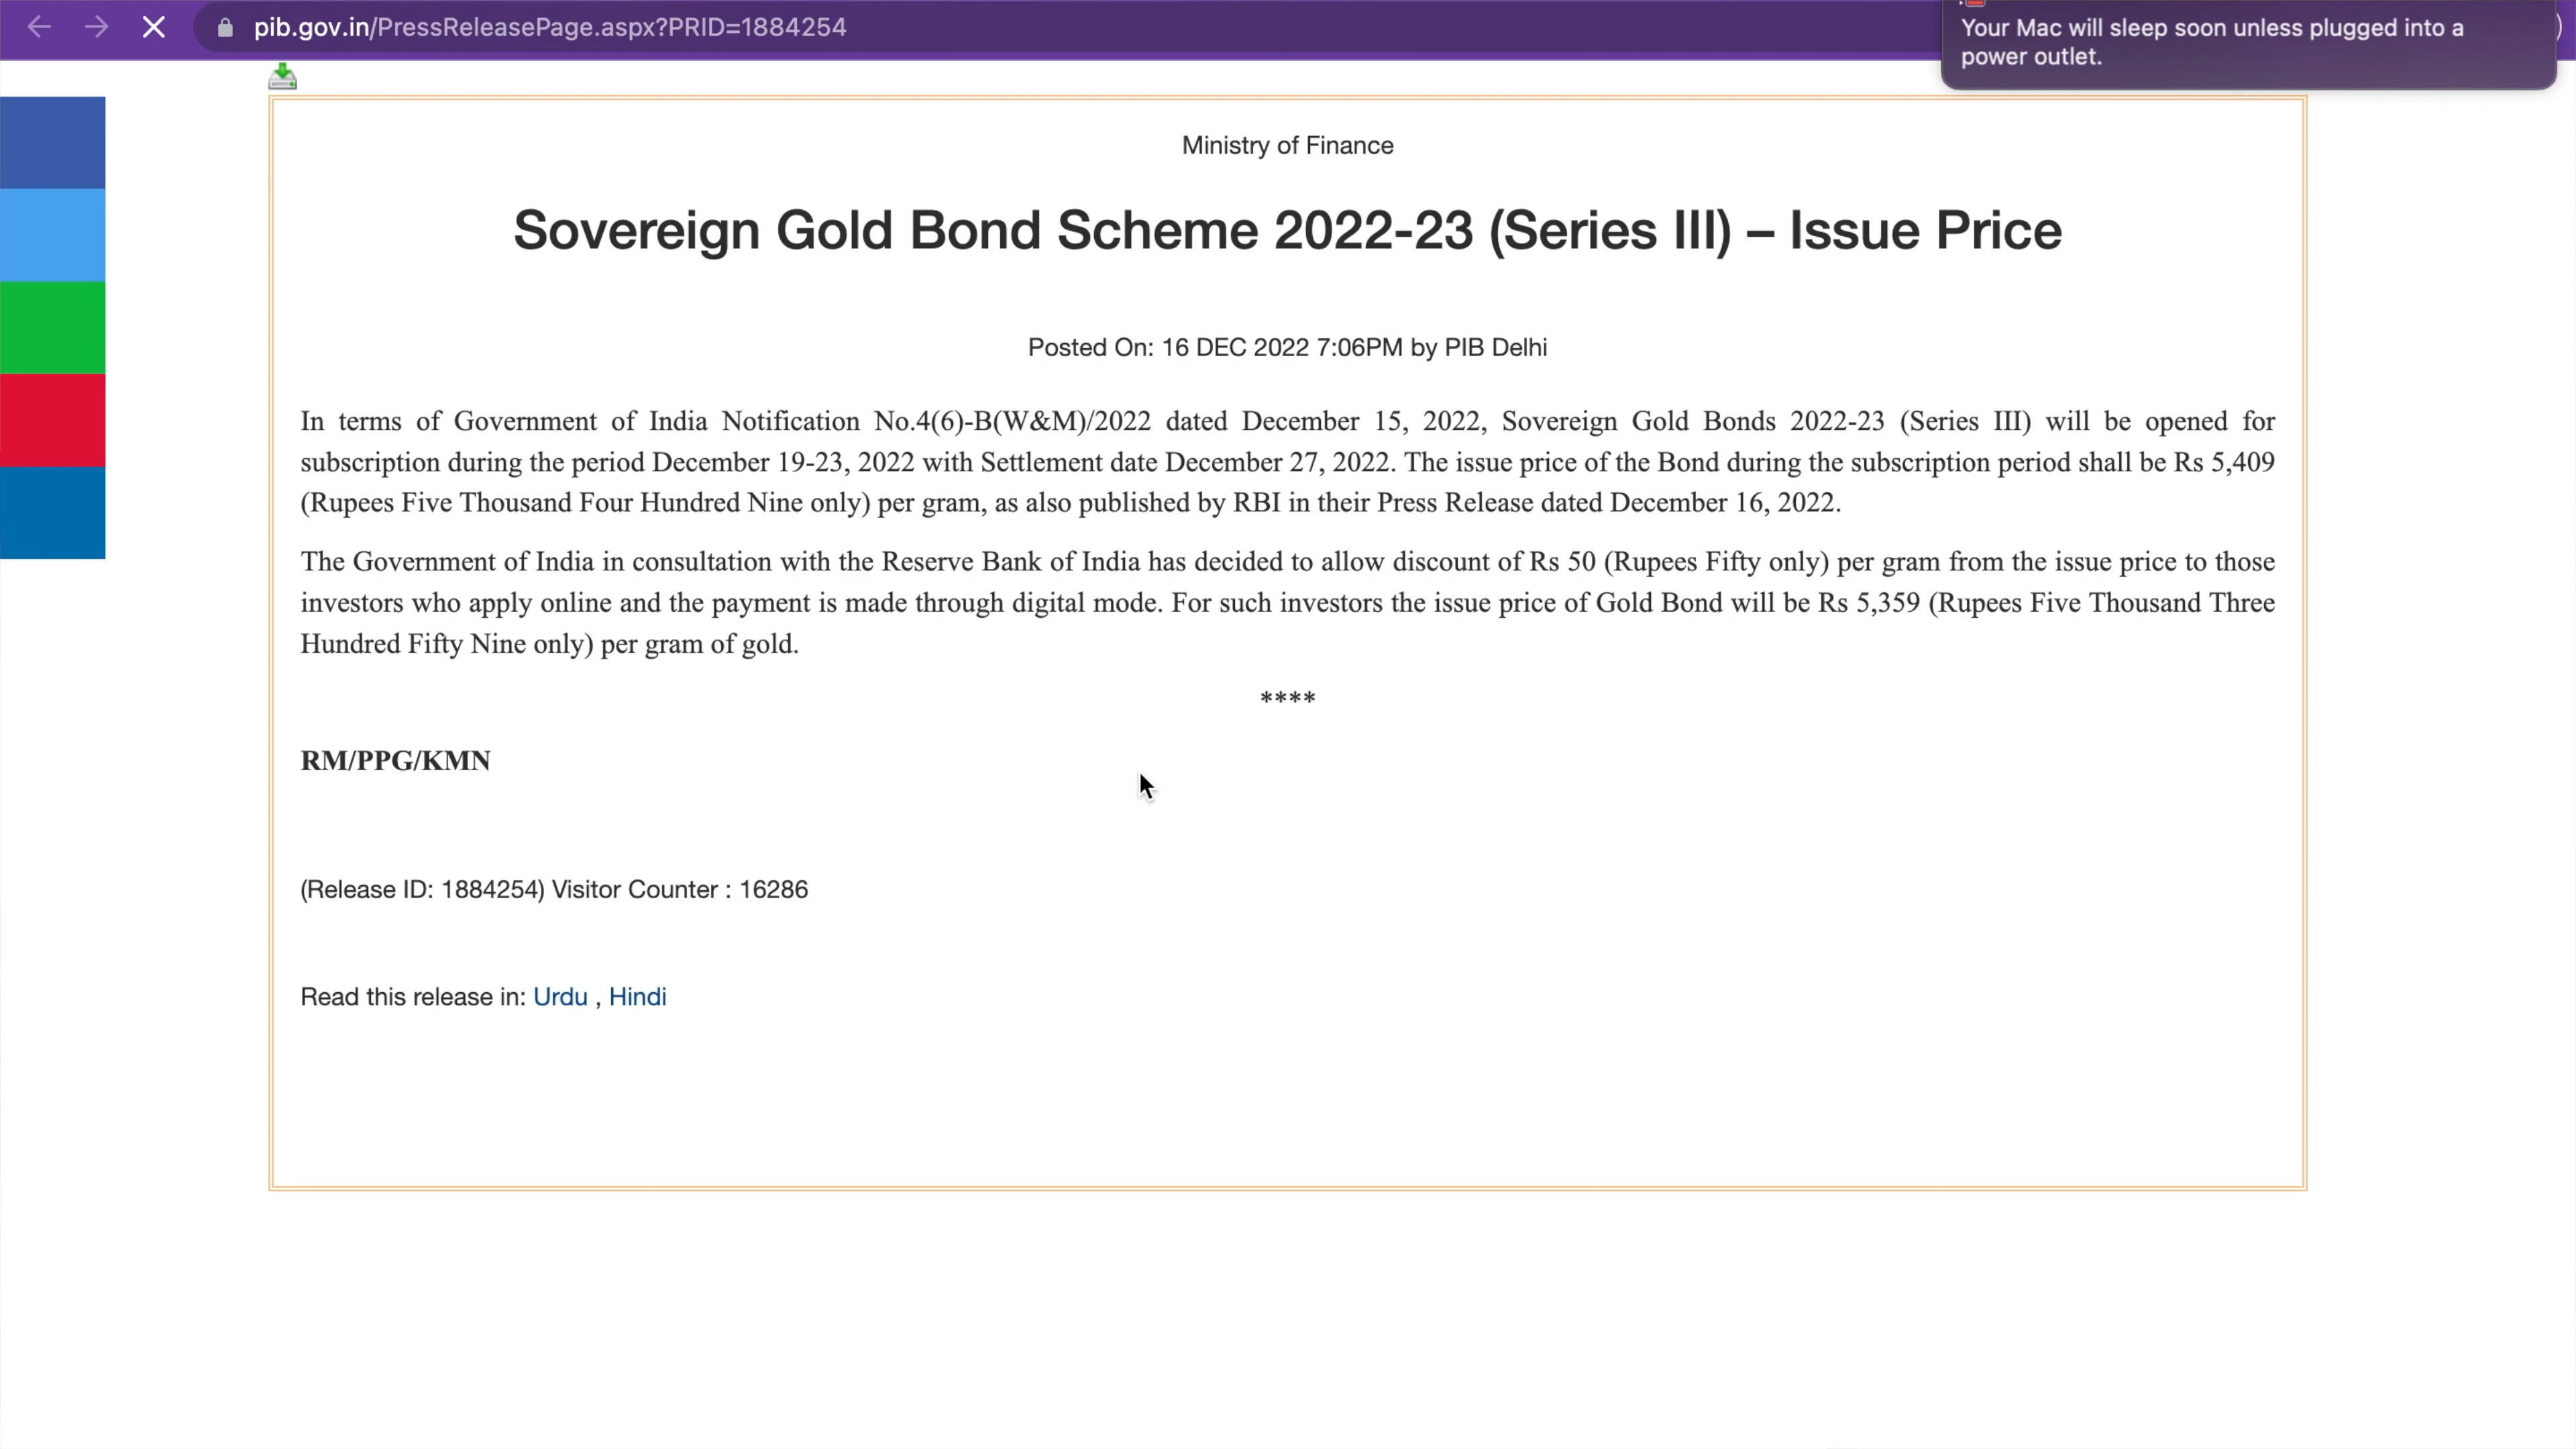 pib.gov.in/PressReleasePage.aspx?PRID=1884254
Your Mac will sleep soon unless plugged into a
power outlet.
Ministry of Finance
Sovereign Gold Bond Scheme 2022-23 (Series III) – Issue Price
Posted On: 16 DEC 2022 7:06PM by PIB Delhi
In terms of Government of India Notification No.4(6)-B(W&M)/2022 dated December 15, 2022, Sovereign Gold Bonds 2022-23 (Series III) will be opened for
subscription during the period December 19-23, 2022 with Settlement date December 27, 2022. The issue price of the Bond during the subscription period shall be Rs 5,409
(Rupees Five Thousand Four Hundred Nine only) per gram, as also published by RBI in their Press Release dated December 16, 2022.
The Government of India in consultation with the Reserve Bank of India has decided to allow discount of Rs 50 (Rupees Fifty only) per gram from the issue price to those
investors who apply online and the payment is made through digital mode. For such investors the issue price of Gold Bond will be Rs 5,359 (Rupees Five Thousand Three
Hundred Fifty Nine only) per gram of gold.
****
RM/PPG/KMN
(Release ID: 1884254) Visitor Counter : 16286
Read this release in: Urdu , Hindi